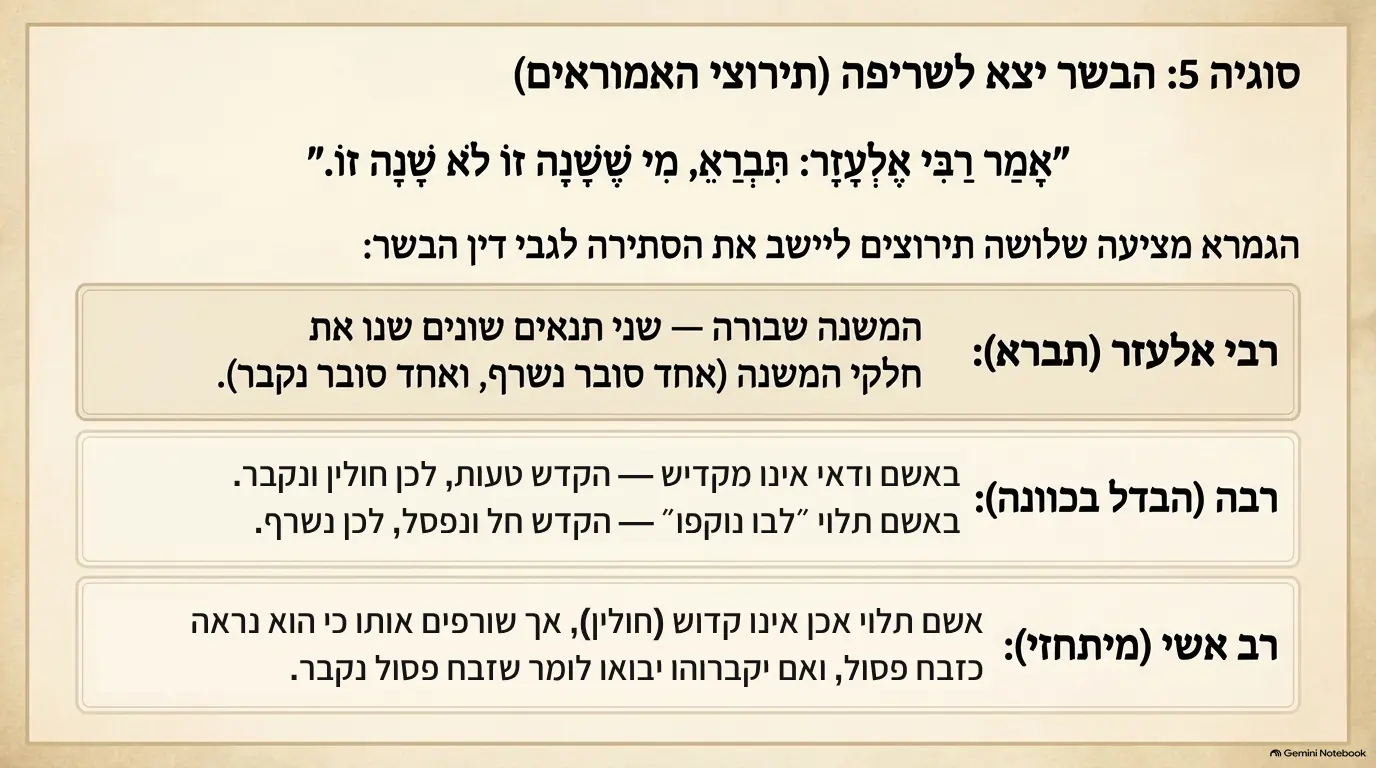 סוגיה 5: הבשר יצא לשריפה (תירוצי האמוראים)
"אָמַר רַבִּי אֶלְעָזָר: תִּבְרַאּ, מִי שֶׁשָּׁנָה זוֹ לֹא שָׁנָה זוֹ."
הגמרא מציעה שלושה תירוצים ליישב את הסתירה לגבי דין הבשר:
רבי אלעזר (תברא):
המשנה שבורה — שני תנאים שונים שנו את
חלקי המשנה (אחד סובר נשרף, ואחד סובר נקבר).
רבה (הבדל בכוונה):
באשם ודאי אינו מקדיש — הקדש טעות, לכן חולין ונקבר.
באשם תלוי "לבו נוקפו" — הקדש חל ונפסל, לכן נשרף.
רב אשי (מיתחזי):
אשם תלוי אכן אינו קדוש (חולין), אך שורפים אותו כי הוא נראה
כזבח פסול, ואם יקברוהו יבואו לומר שזבח פסול נקבר.
Gemini Notebook